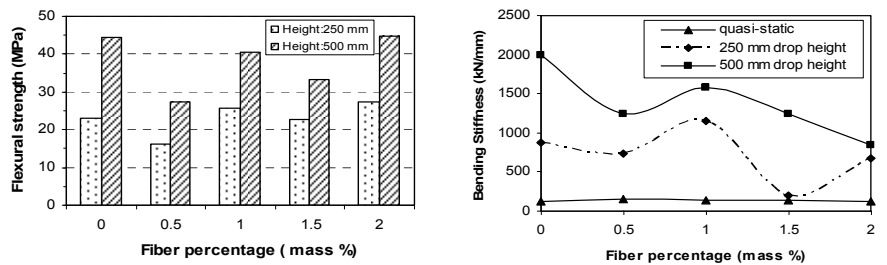 Flexural strength (MPa)
50
40
30
20
10
0
Height:250 mm
Height:500 mm
0 0.5 1 1.5 2
Fiber percentage ( mass %)
Bending Stiffness (kN/mm)
2500
2000
1500
1000
500
0
quasi-static
250 mm drop height
500 mm drop height
0 0.5 1 1.5 2
Fiber percentage (mass %)